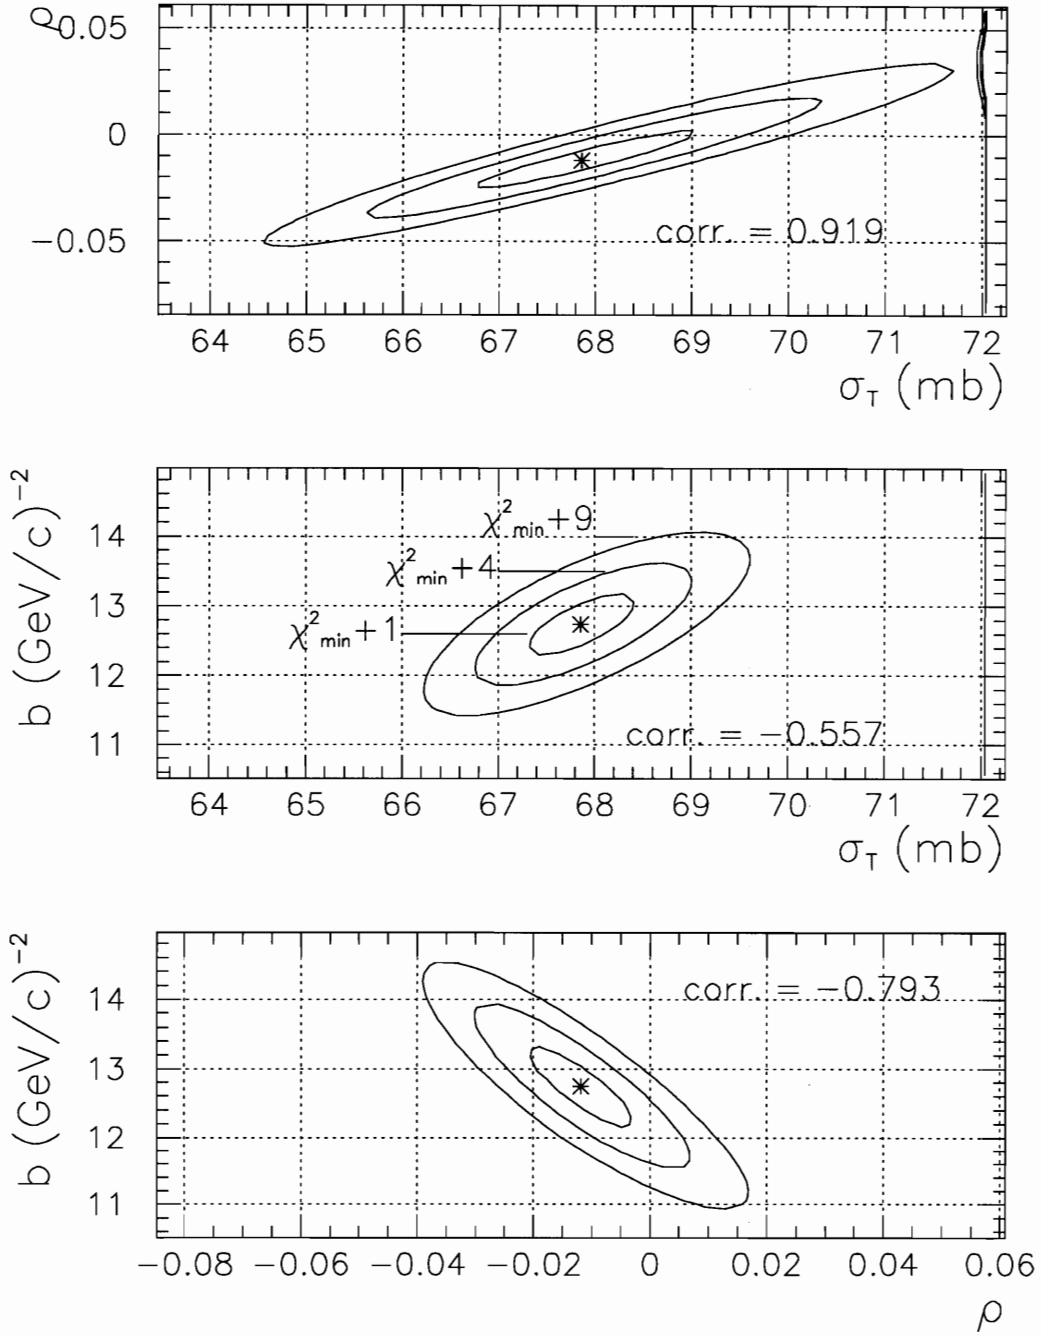 ρ
0.05
0
−0.05
corr. = 0.919
64 65 66 67 68 69 70 71 72
σT (mb)
b (GeV/c)−2
14
13
12
11
χ2min+9
χ2min+4
χ2min+1
corr. = −0.557
64 65 66 67 68 69 70 71 72
σT (mb)
b (GeV/c)−2
14
13
12
11
corr. = −0.793
−0.08 −0.06 −0.04 −0.02 0 0.02 0.04 0.06
ρ